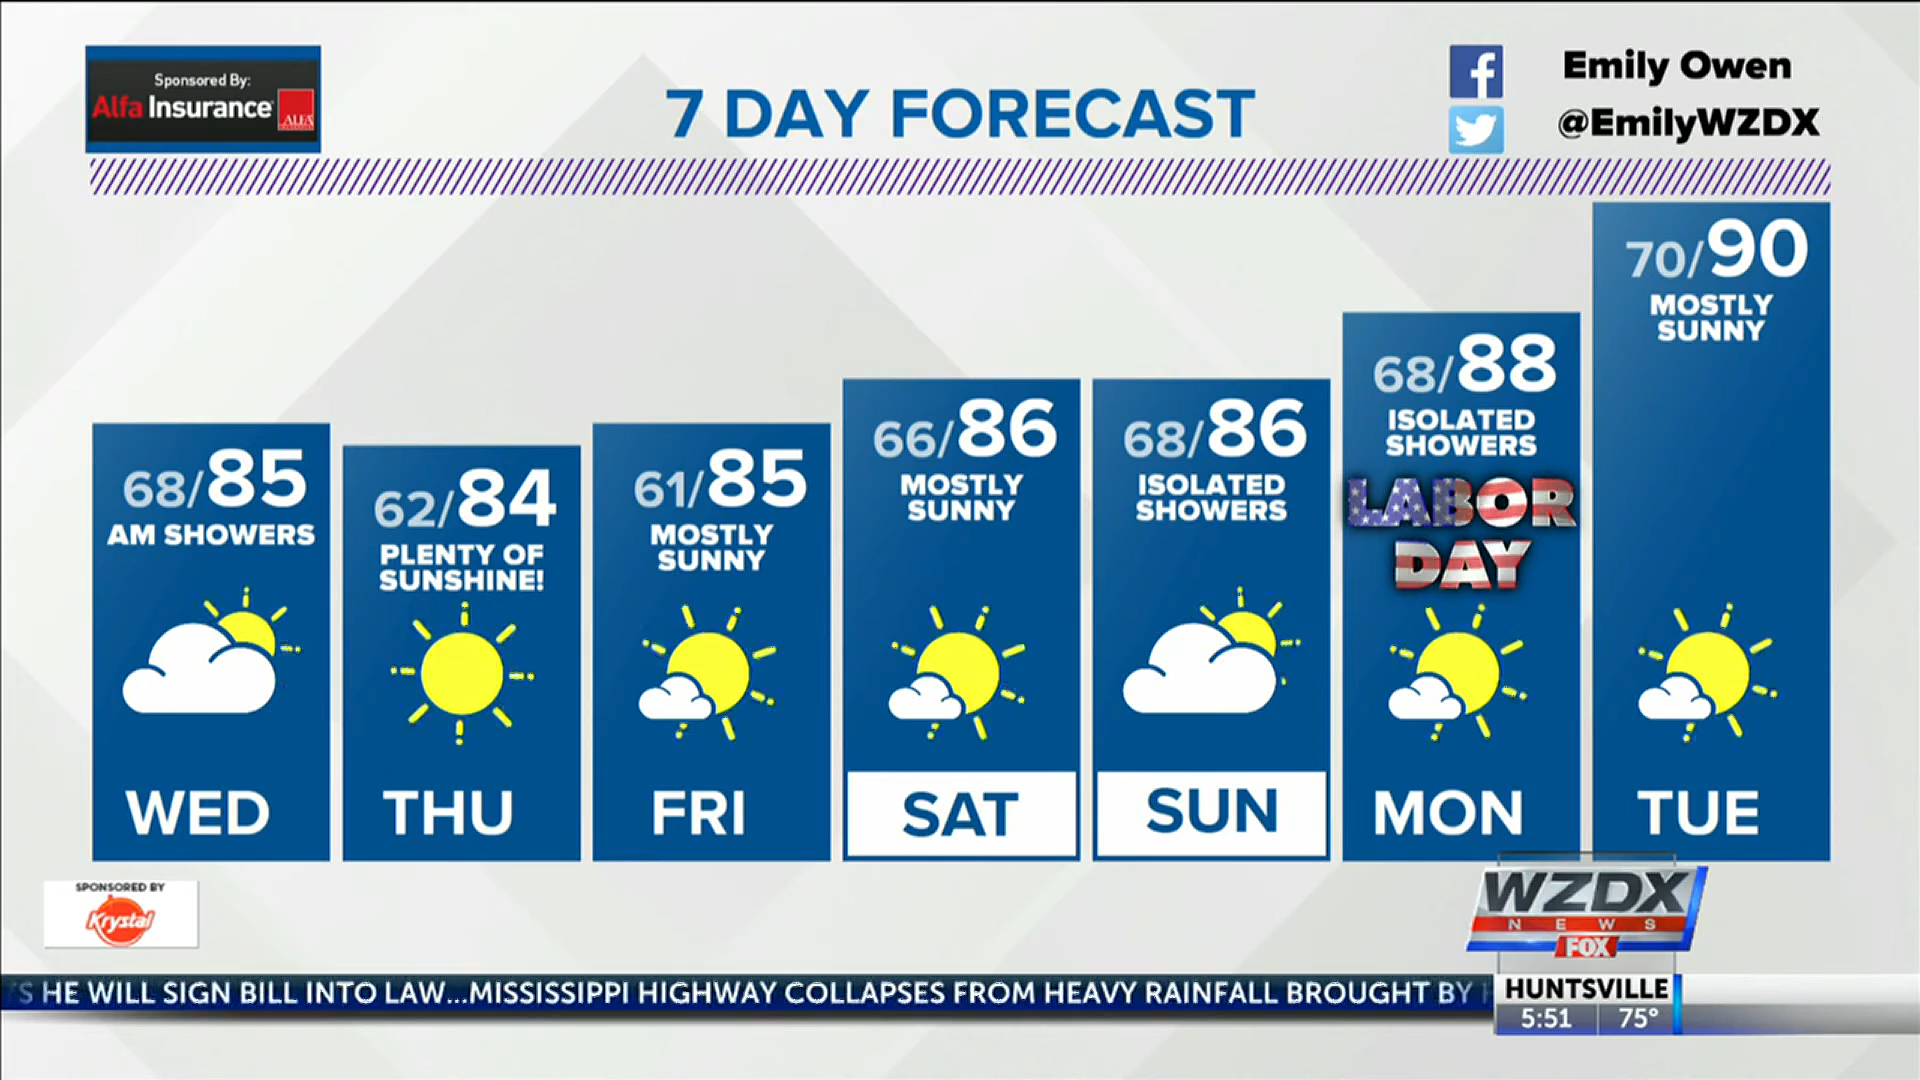 Sponsored By:
Alfa Insurance
ALFA
7 DAY FORECAST
Emily Owen
@EmilyWZDX
68/85
AM SHOWERS
WED
62/84
PLENTY OF
SUNSHINE!
THU
61/85
MOSTLY
SUNNY
FRI
66/86
MOSTLY
SUNNY
SAT
68/86
ISOLATED
SHOWERS
SUN
68/88
ISOLATED
SHOWERS
LABOR
DAY
MON
70/90
MOSTLY
SUNNY
TUE
SPONSORED BY
Krystal
WZDX
NEWS
FOX
S HE WILL SIGN BILL INTO LAW...MISSISSIPPI HIGHWAY COLLAPSES FROM HEAVY RAINFALL BROUGHT BY
HUNTSVILLE
5:51 75°